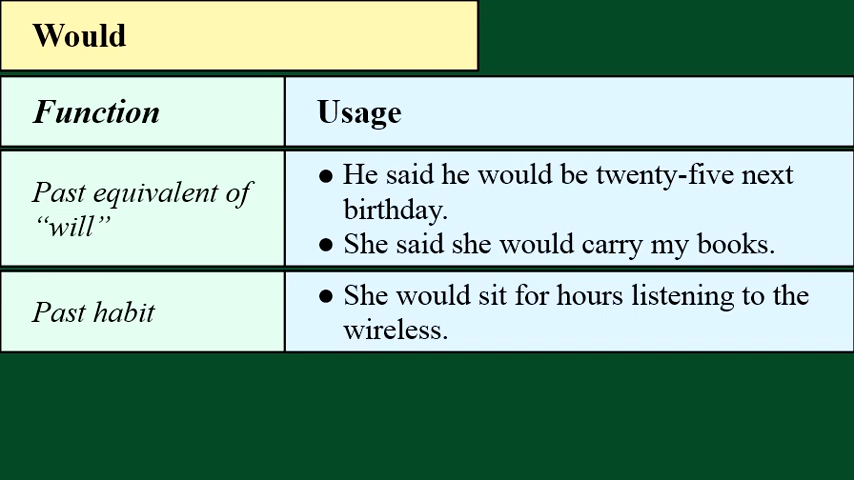 Would
Function
Usage
Past equivalent of
“will”
● He said he would be twenty-five next
birthday.
● She said she would carry my books.
Past habit
● She would sit for hours listening to the
wireless.